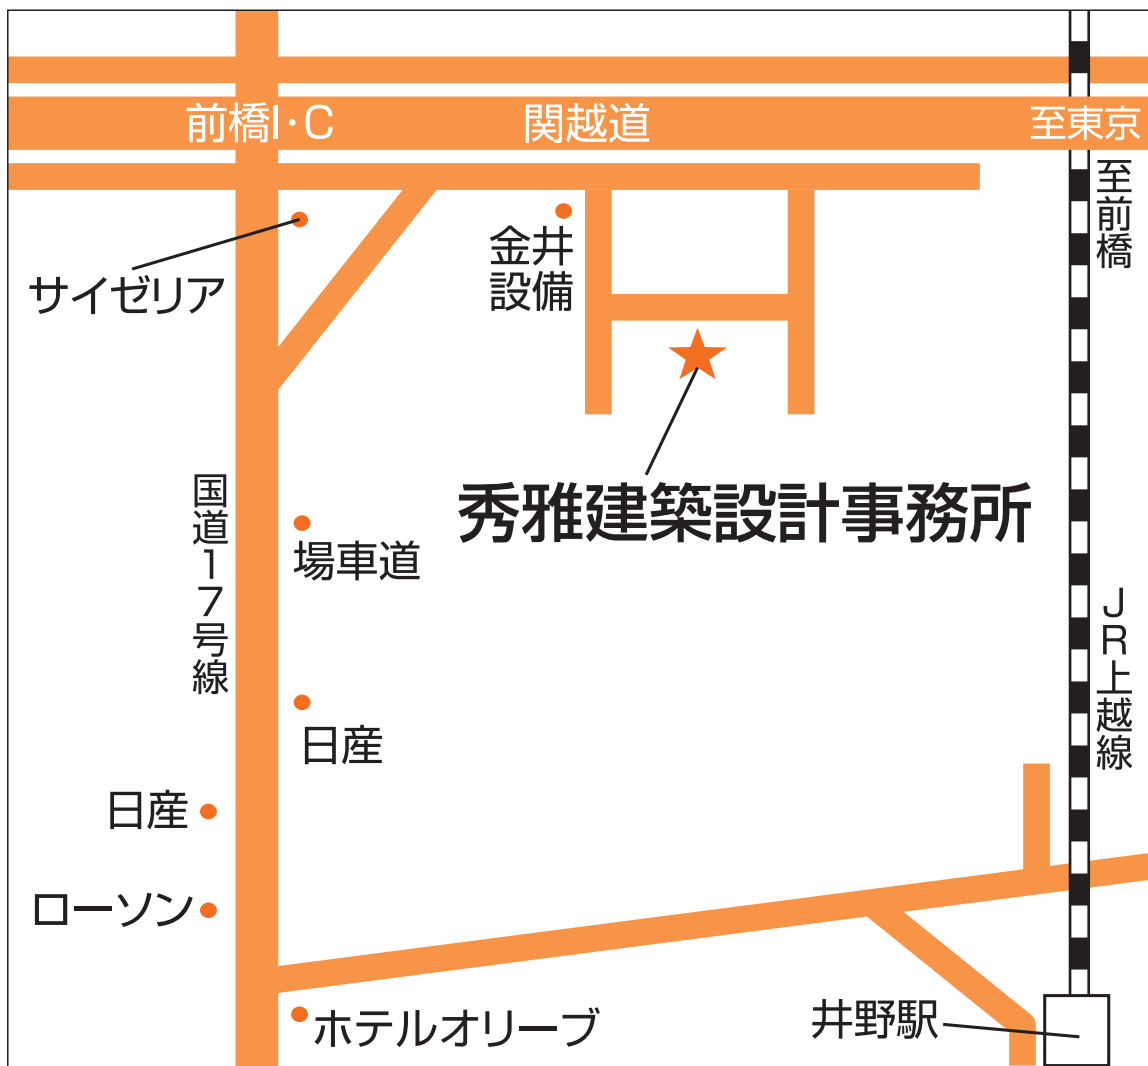 前橋I・C
関越道
至東京
至前橋
サイゼリア
金井
設備
秀雅建築設計事務所
国道17号線
場車道
JR上越線
日産
日産
ローソン
ホテルオリーブ
井野駅